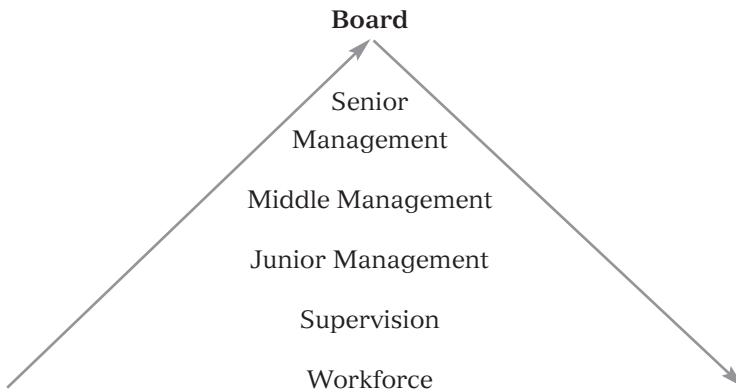 Board
Senior
Management
Middle Management
Junior Management
Supervision
Workforce